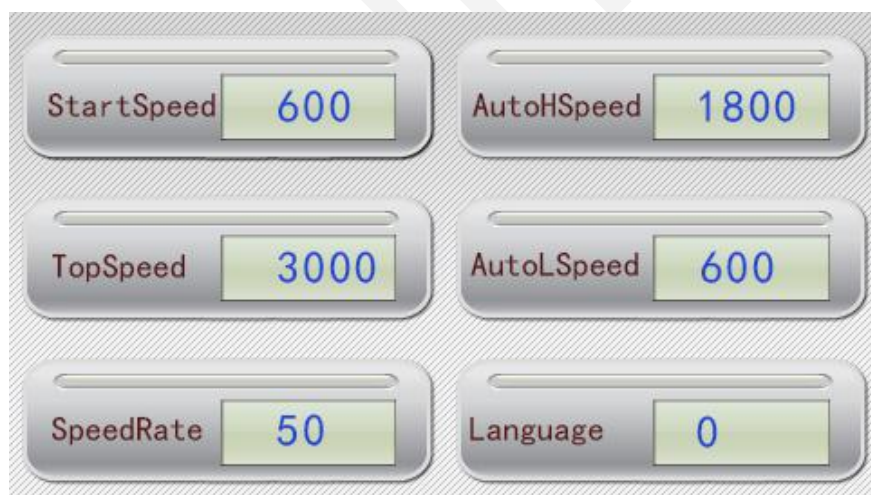 StartSpeed 600
AutoHSpeed 1800
TopSpeed 3000
AutoLSpeed 600
SpeedRate 50
Language 0